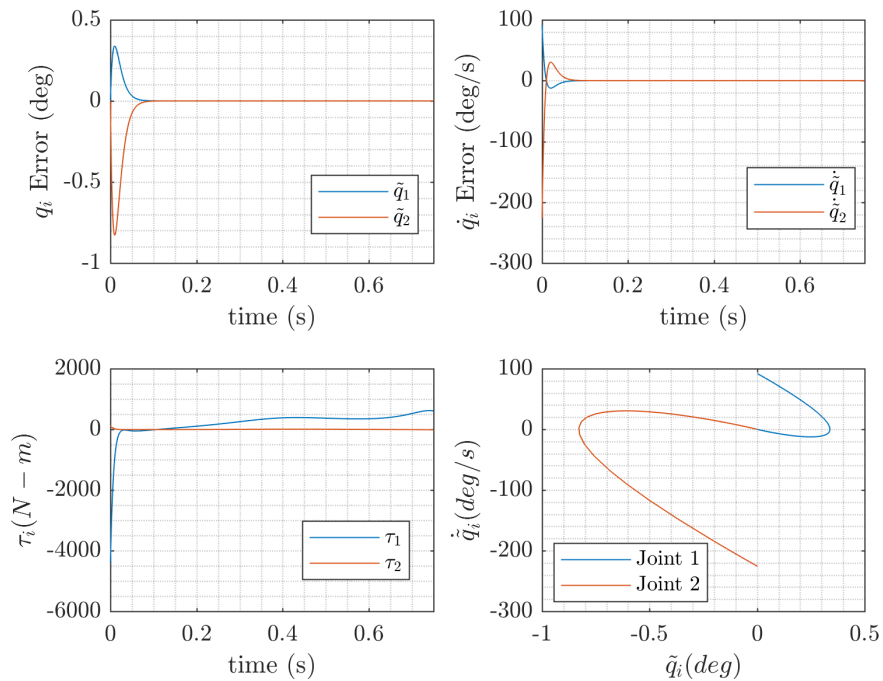 0.5
0
-0.5
-1
0 0.2 0.4 0.6
q_i Error (deg)
time (s)
q̃_1
q̃_2
100
0
-100
-200
-300
0 0.2 0.4 0.6
q̇_i Error (deg/s)
time (s)
q̃̇_1
q̃̇_2
2000
0
-2000
-4000
-6000
0 0.2 0.4 0.6
τ_i(N − m)
time (s)
τ_1
τ_2
100
0
-100
-200
-300
-1 -0.5 0 0.5
q̃̇_i(deg/s)
q̃_i(deg)
Joint 1
Joint 2